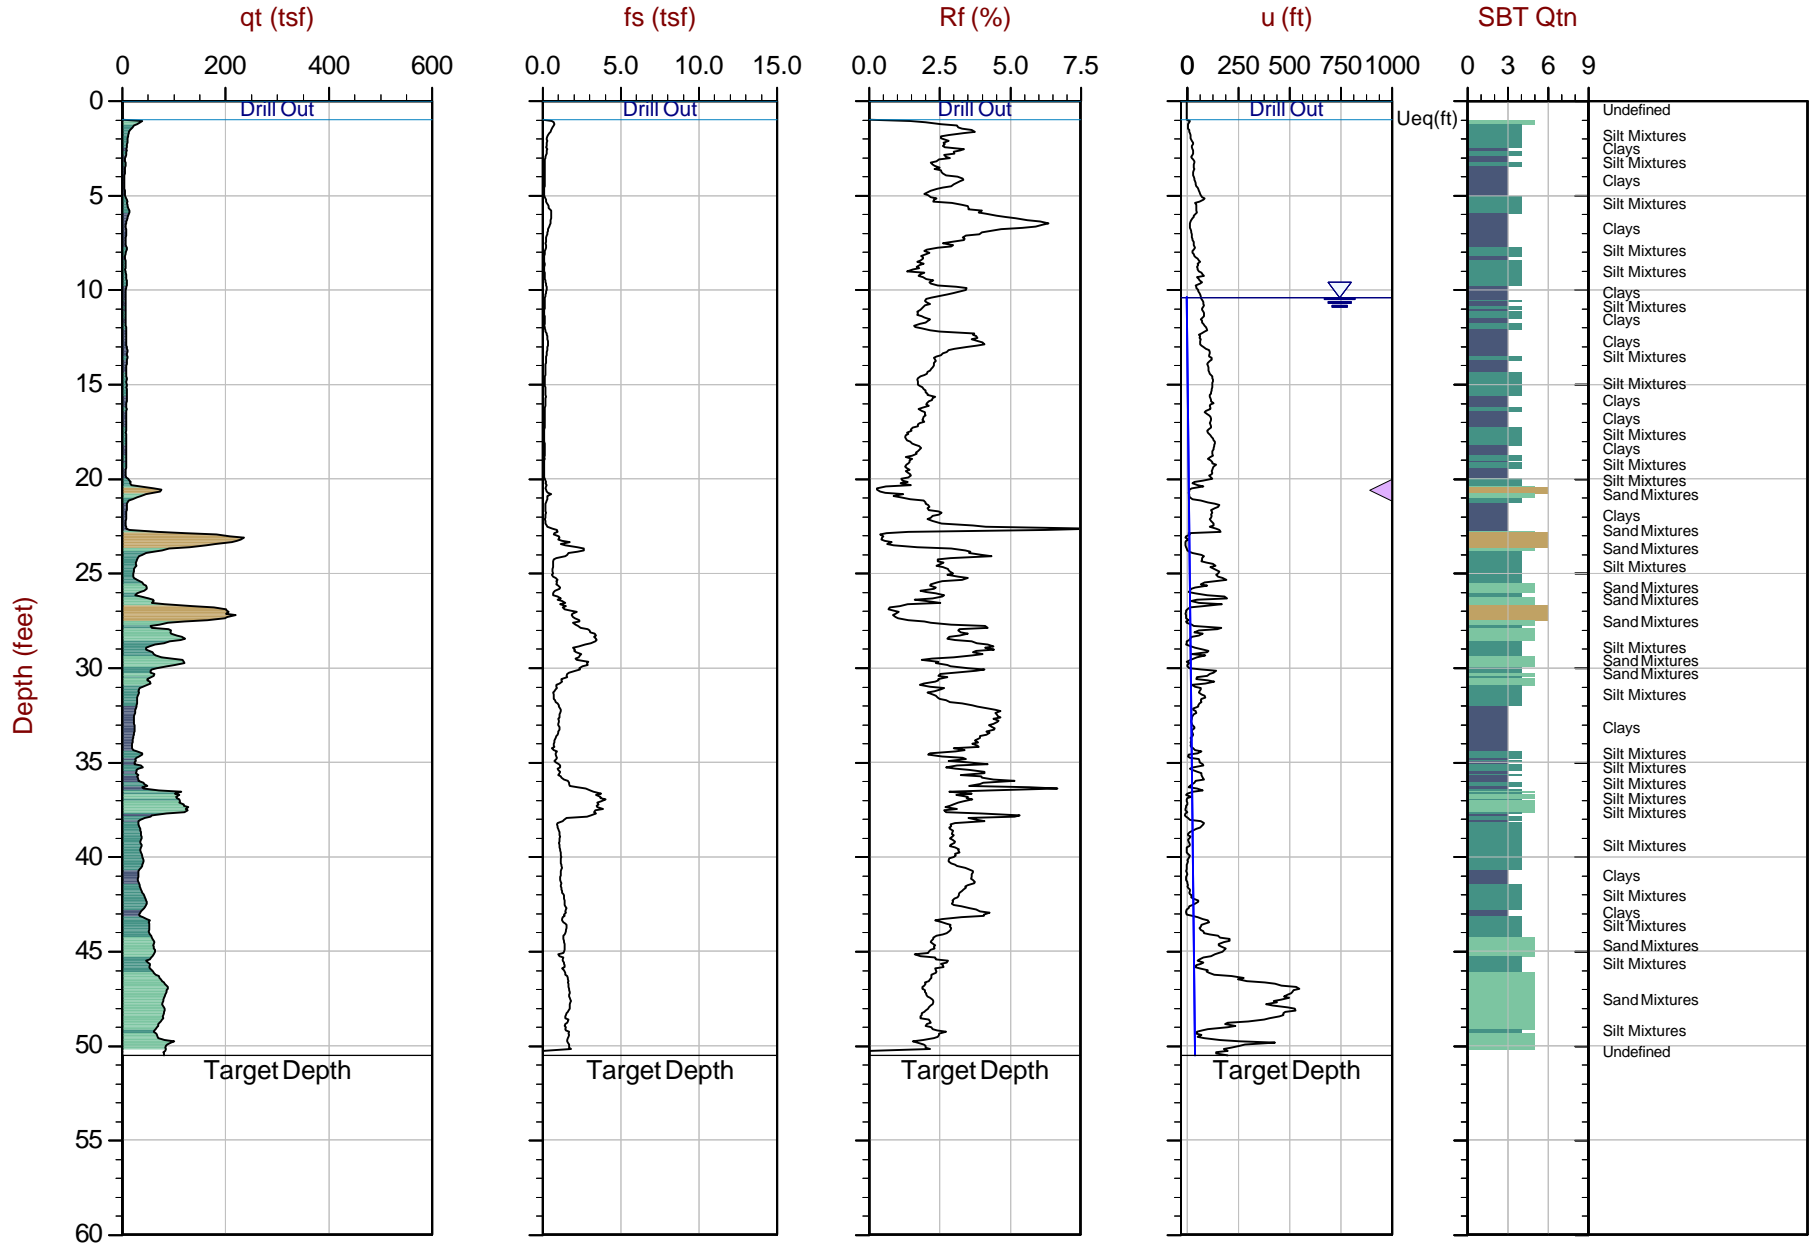 qt (tsf) fs (tsf) Rf (%) u (ft) SBT Qtn
0 200 400 600 0.0 5.0 10.0 15.0 0.0 2.5 5.0 7.5 0 250 500 750 1000 0 3 6 9
0
Drill Out Drill Out Drill Out Drill Out
Ueq(ft)
Undefined
Silt Mixtures
Clays
Silt Mixtures
Clays
5
Silt Mixtures
Clays
Silt Mixtures
Silt Mixtures
10
Clays
Silt Mixtures
Clays
Clays
Silt Mixtures
15
Silt Mixtures
Clays
Clays
Silt Mixtures
Clays
Silt Mixtures
20
Silt Mixtures
Sand Mixtures
Clays
Sand Mixtures
Sand Mixtures
Silt Mixtures
25
Sand Mixtures
Sand Mixtures
Sand Mixtures
Silt Mixtures
30
Sand Mixtures
Sand Mixtures
Silt Mixtures
Clays
Depth (feet)
35
Silt Mixtures
Silt Mixtures
Silt Mixtures
Silt Mixtures
Silt Mixtures
Silt Mixtures
40
Clays
Silt Mixtures
Clays
Silt Mixtures
45
Sand Mixtures
Silt Mixtures
Sand Mixtures
Silt Mixtures
50
Undefined
Target Depth Target Depth Target Depth Target Depth
55
60